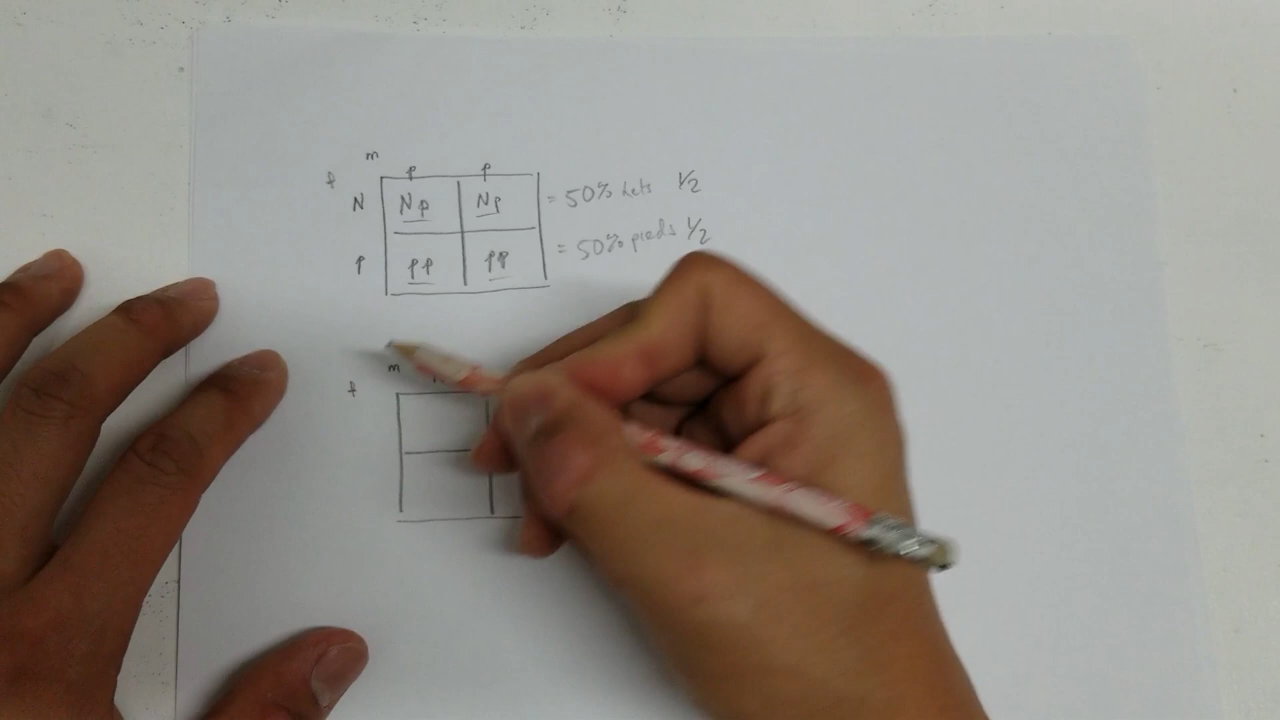 m
p p
f
N Np Np = 50% hets 1/2
p pp pp = 50% pieds 1/2
m
f